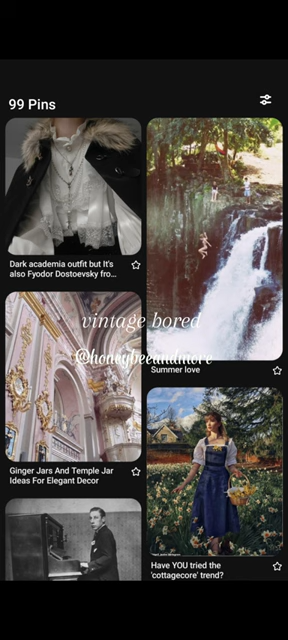 99 Pins
Dark academia outfit but It's
also Fyodor Dostoevsky fro...
vintage bored
@honeybeeandmore
Summer love
Ginger Jars And Temple Jar
Ideas For Elegant Decor
Have YOU tried the
'cottagecore' trend?